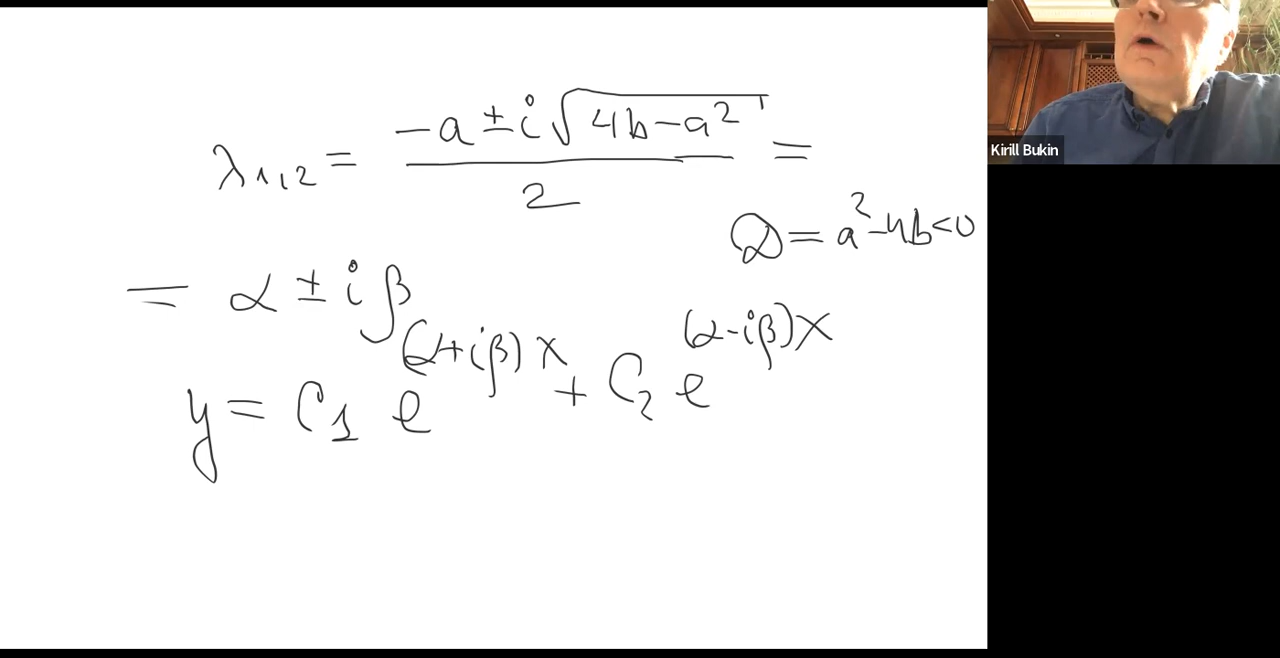 λ₁,₂ = (-a ± i√(4b-a²))/2 =
D = a²-4b<0
= α ± iβ
y = C₁ e^((α+iβ)x) + C₂ e^((α-iβ)x)
Kirill Bukin